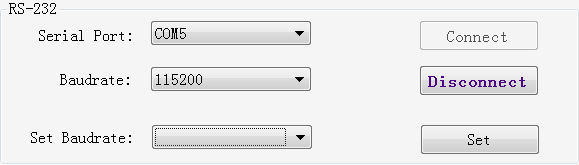 RS-232
Serial Port: COM5 Connect
Baudrate: 115200 Disconnect
Set Baudrate: Set